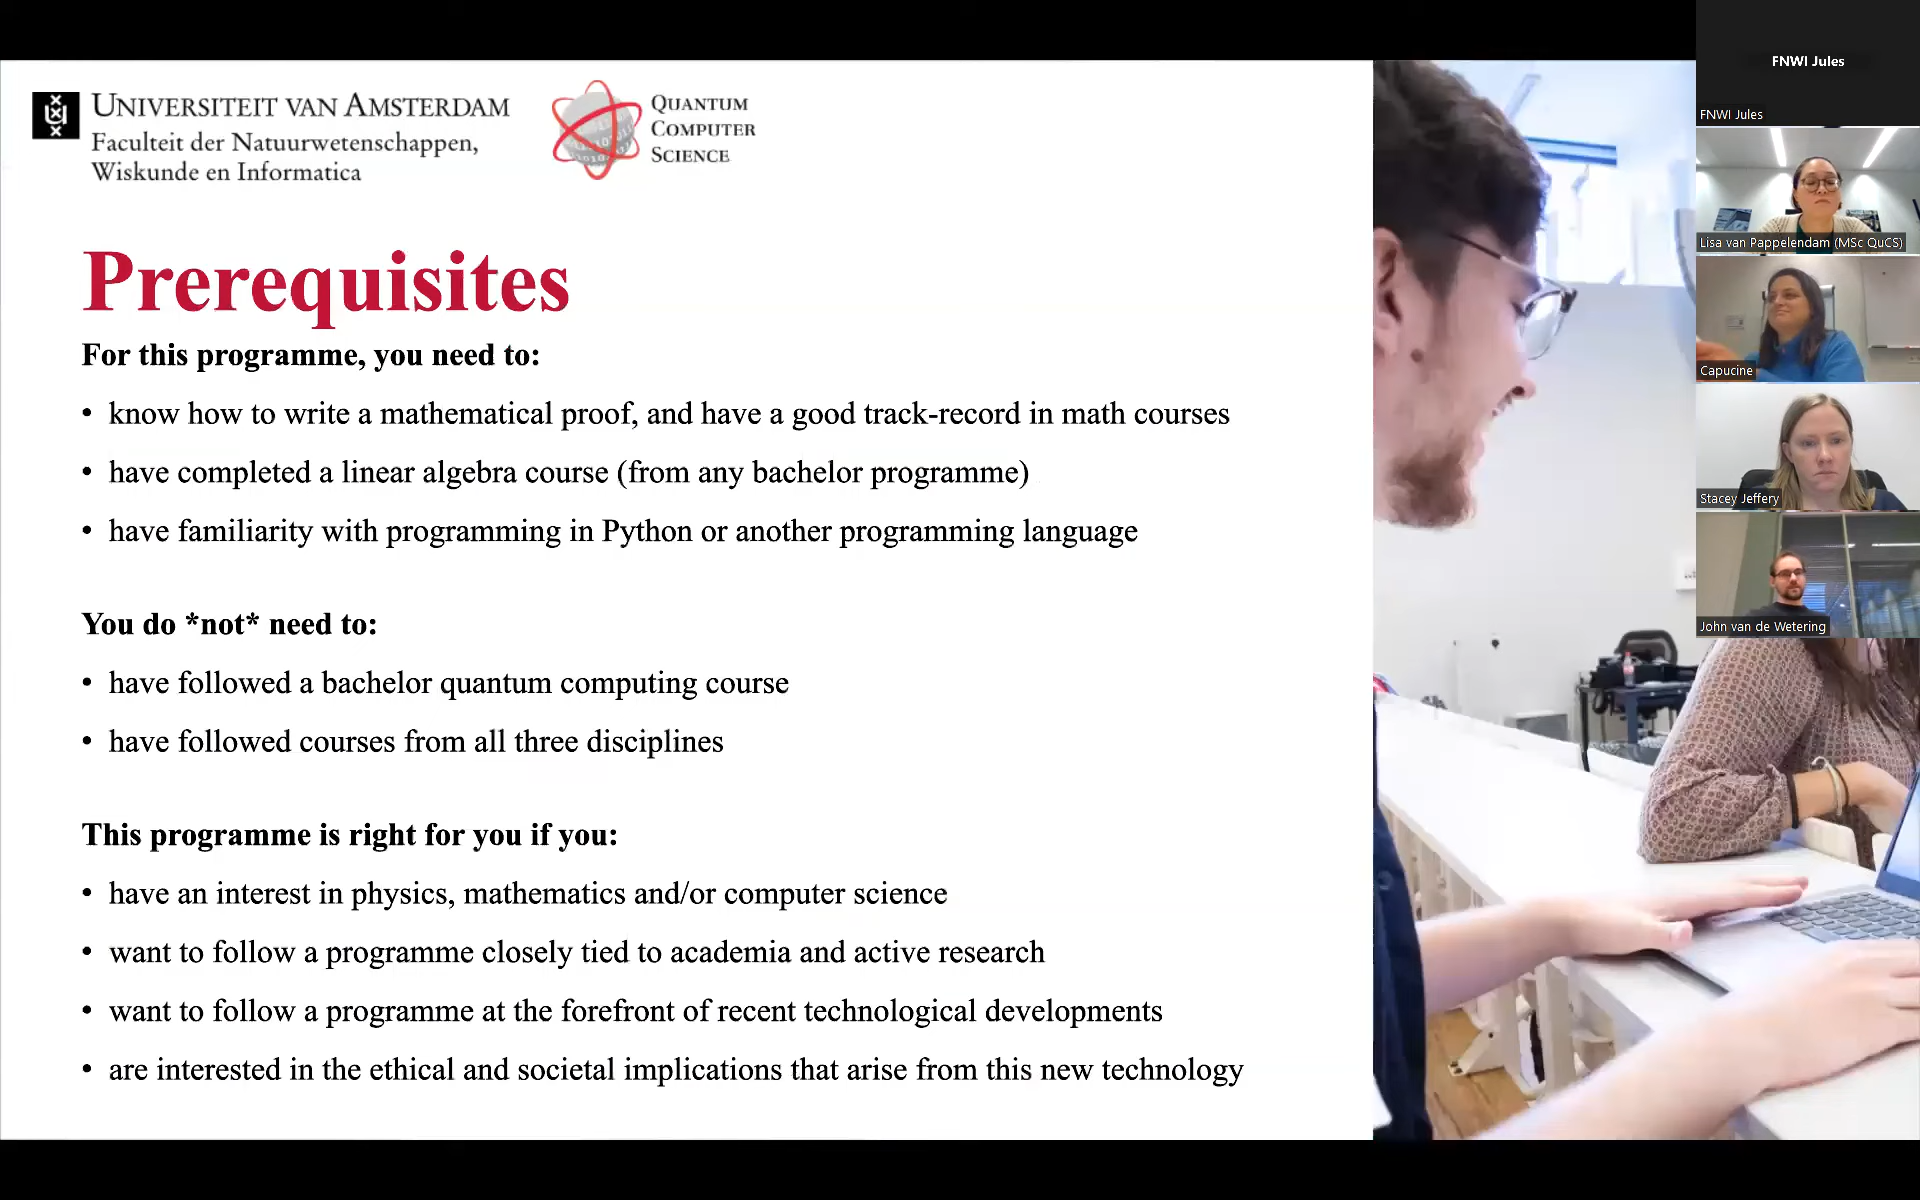 UNIVERSITEIT VAN AMSTERDAM
Faculteit der Natuurwetenschappen,
Wiskunde en Informatica
QUANTUM
COMPUTER
SCIENCE
Prerequisites
For this programme, you need to:
• know how to write a mathematical proof, and have a good track-record in math courses
• have completed a linear algebra course (from any bachelor programme)
• have familiarity with programming in Python or another programming language
You do *not* need to:
• have followed a bachelor quantum computing course
• have followed courses from all three disciplines
This programme is right for you if you:
• have an interest in physics, mathematics and/or computer science
• want to follow a programme closely tied to academia and active research
• want to follow a programme at the forefront of recent technological developments
• are interested in the ethical and societal implications that arise from this new technology
FNWI Jules
FNWI Jules
Lisa van Pappelendam (MSc QuCS)
Capucine
Stacey Jeffery
John van de Wetering